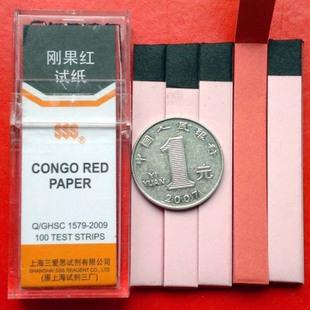 刚果红
试纸
SSS
CONGO RED
PAPER
Q/GHSC 1579-2009
100 TEST STRIPS
上海三爱思试剂有限公司
SHANGHAI SSS REAGENT CO., LTD
(原上海试剂三厂)
中国人民银行
1
元
YI
YUAN
2007